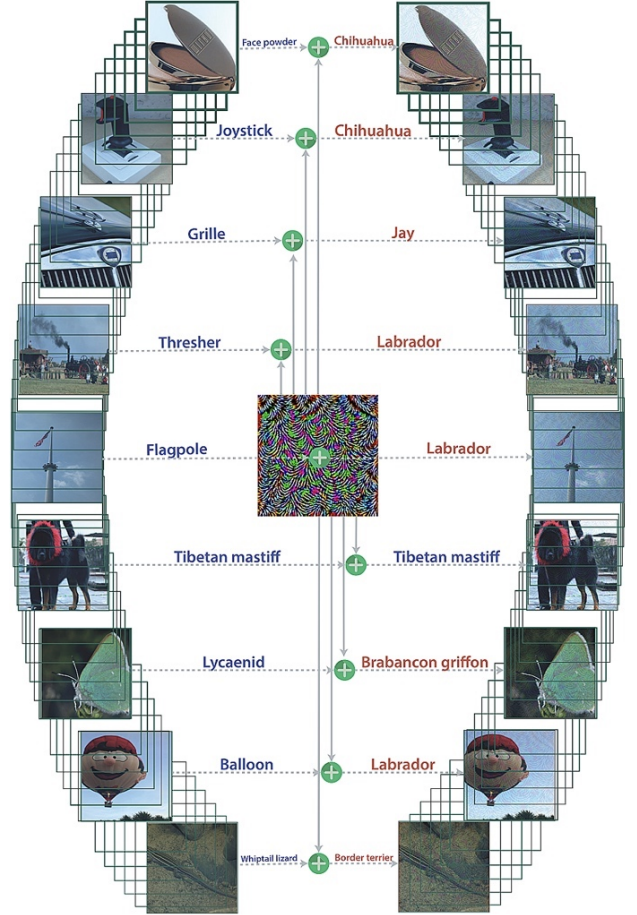 Face powder Chihuahua
Joystick Chihuahua
Grille Jay
Thresher Labrador
Flagpole Labrador
Tibetan mastiff Tibetan mastiff
Lycaenid Brabancon griffon
Balloon Labrador
Whiptail lizard Border terrier